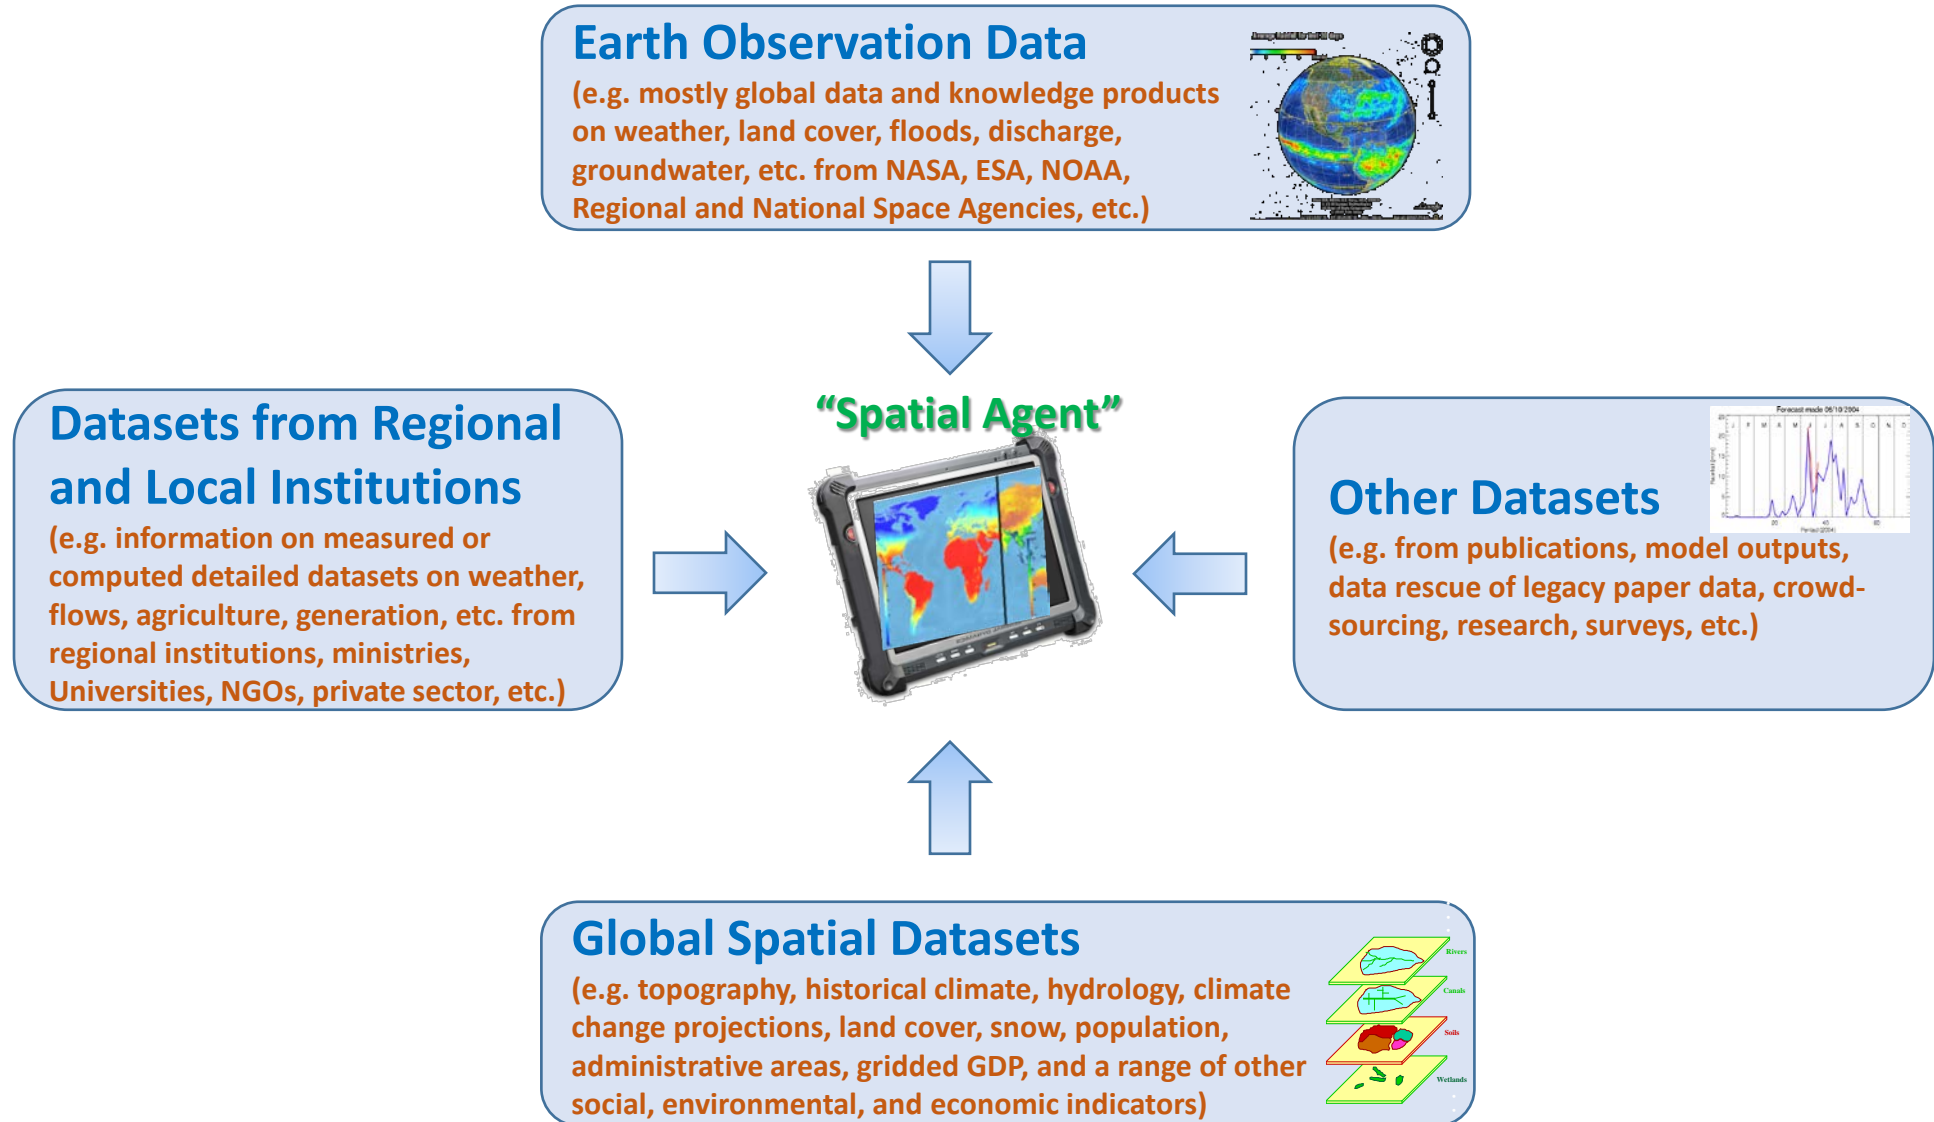 Earth Observation Data
(e.g. mostly global data and knowledge products
on weather, land cover, floods, discharge,
groundwater, etc. from NASA, ESA, NOAA,
Regional and National Space Agencies, etc.)
"Spatial Agent"
Datasets from Regional
and Local Institutions
(e.g. information on measured or
computed detailed datasets on weather,
flows, agriculture, generation, etc. from
regional institutions, ministries,
Universities, NGOs, private sector, etc.)
Forecast made 06/10/2004
J F M A M J J A S O N D
Other Datasets
(e.g. from publications, model outputs,
data rescue of legacy paper data, crowd-
sourcing, research, surveys, etc.)
Global Spatial Datasets
(e.g. topography, historical climate, hydrology, climate
change projections, land cover, snow, population,
administrative areas, gridded GDP, and a range of other
social, environmental, and economic indicators)
Rivers
Canals
Soils
Wetlands